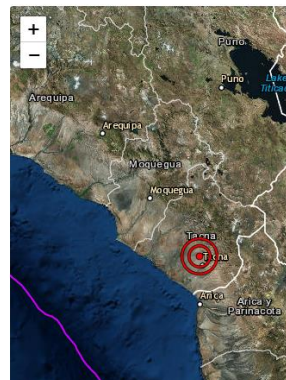 +
Puno
−
Puno
Lake
Titicac
Arequipa
Arequipa
Moquegua
Moquegua
Tacna
Tacna
Arica
Arica y
Parinacota